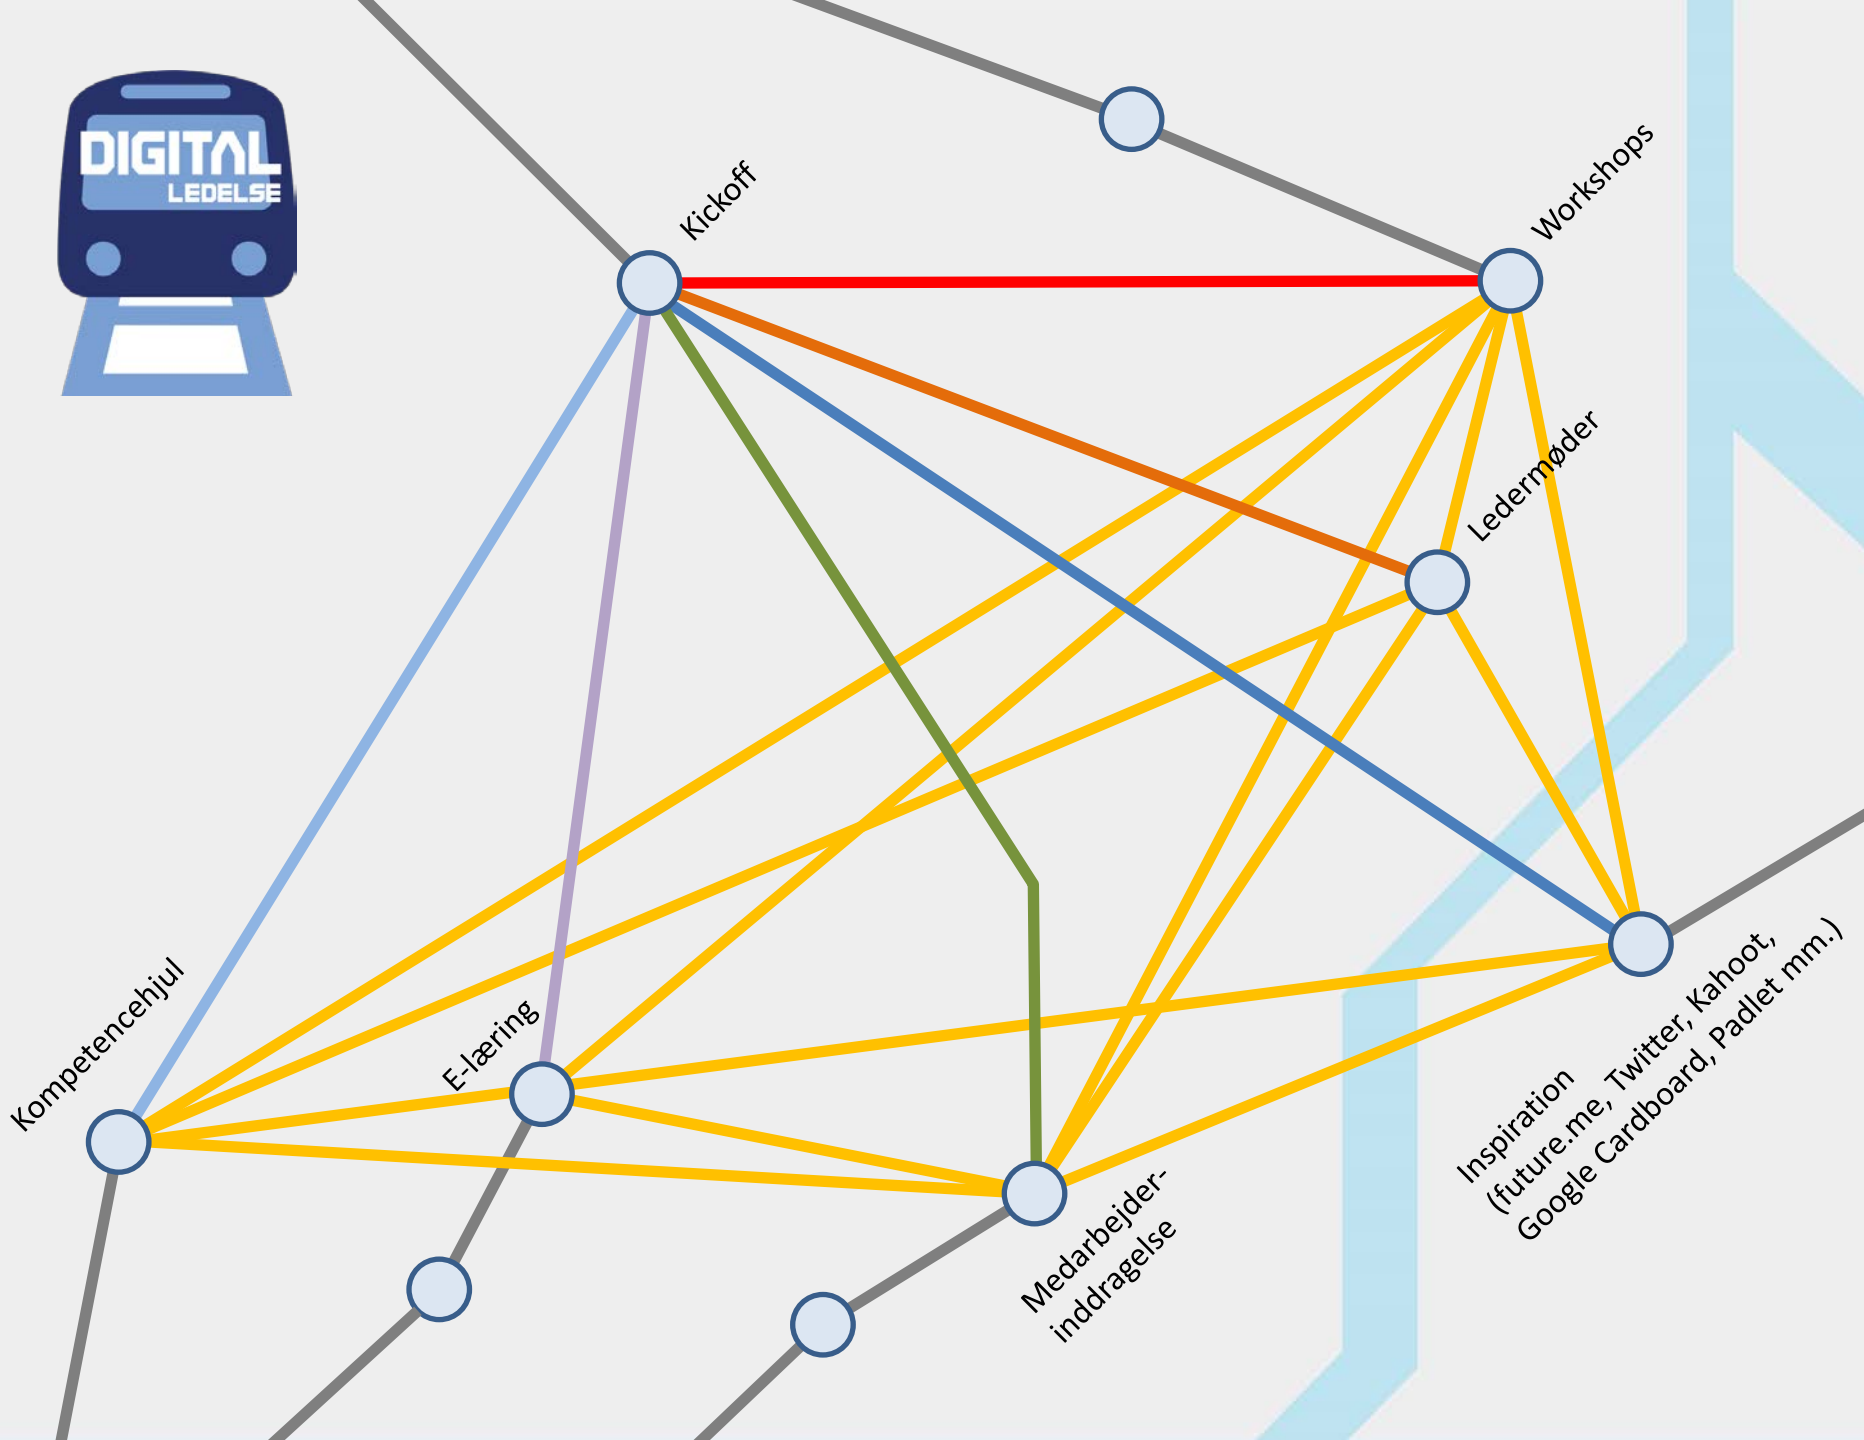 DIGITAL
LEDELSE
Kickoff
Workshops
Ledermøder
Kompetencehjul
E-læring
Medarbejder-
inddragelse
Inspiration
(future.me, Twitter, Kahoot,
Google Cardboard, Padlet mm.)